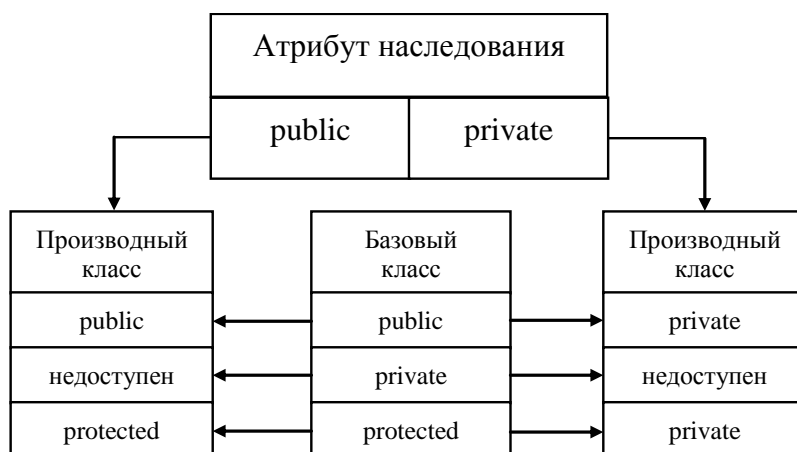 Атрибут наследования
public private
Производный
класс
Базовый
класс
Производный
класс
public public private
недоступен private недоступен
protected protected private